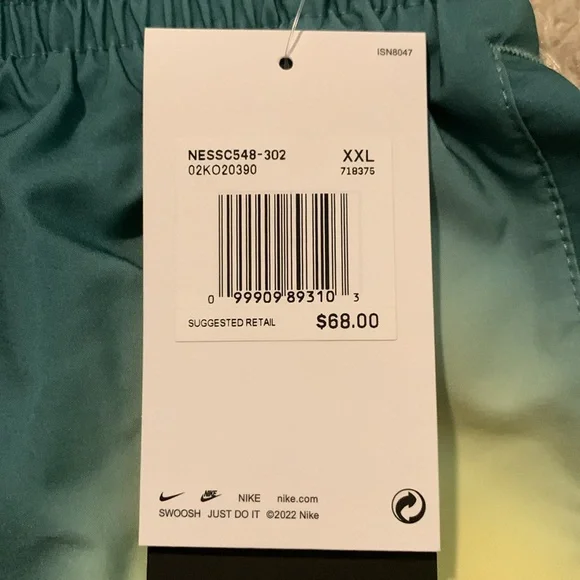 ISN8047
NESSC548-302 XXL
02KO20390 718375
0 99909 89310 3
SUGGESTED RETAIL $68.00
NIKE NIKE nike.com
SWOOSH JUST DO IT ©2022 Nike